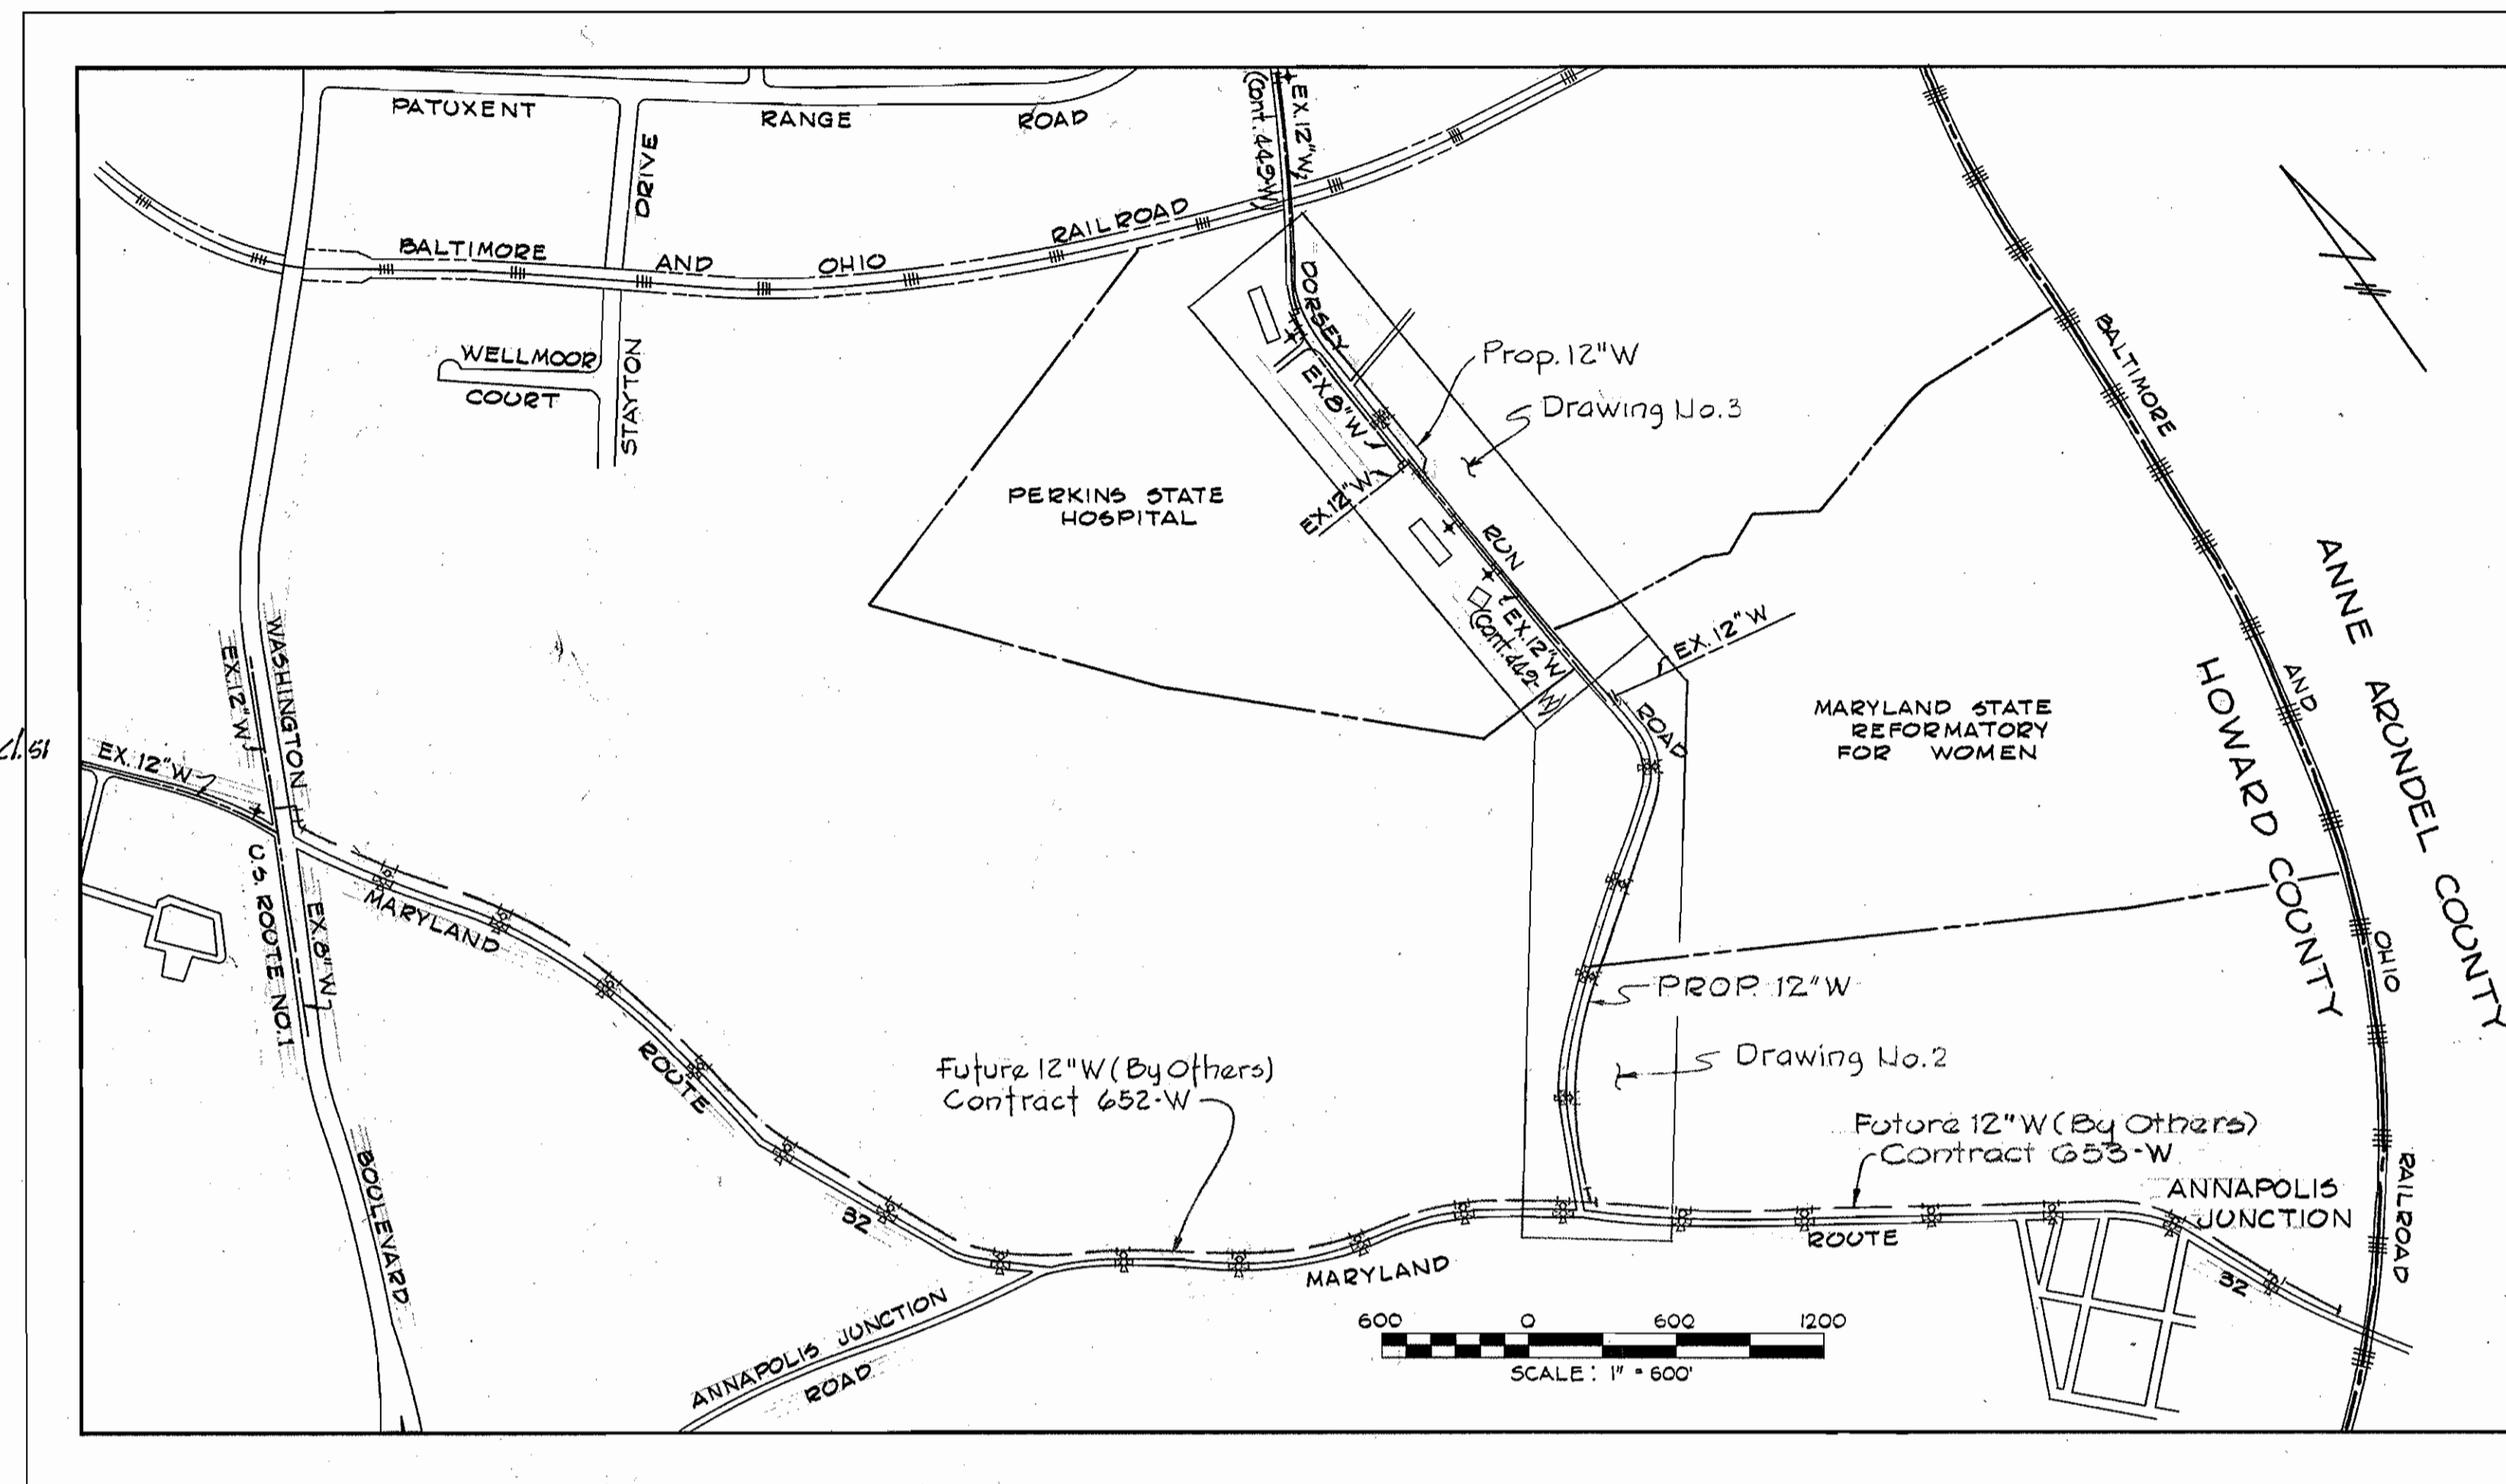 PATUXENT
RANGE
ROAD
DRIVE
EX. 12"W
(Cont. 442-W)
BALTIMORE
AND
OHIO
RAILROAD
WELLMOOR
COURT
STAYTON
DORSEY
EX. 8"W
Prop. 12"W
Drawing No. 3
EX. 12"W
PERKINS STATE
HOSPITAL
RUN
EX. 12"W
(Cont. 442-W)
EX. 12"W
ROAD
MARYLAND STATE
REFORMATORY
FOR WOMEN
BALTIMORE
AND
OHIO
RAILROAD
ANNE ARUNDEL COUNTY
HOWARD COUNTY
WASHINGTON
EX. 12"W
EX. 12"W
U.S. ROUTE NO. 1
EX. 8"W
BOULEVARD
MARYLAND
ROUTE
32
PROP. 12"W
Drawing No. 2
Future 12"W (By Others)
Contract 652-W
Future 12"W (By Others)
Contract 653-W
ANNAPOLIS
JUNCTION
MARYLAND
ROUTE
32
ANNAPOLIS JUNCTION
ROAD
600 0 600 1200
SCALE: 1" = 600'